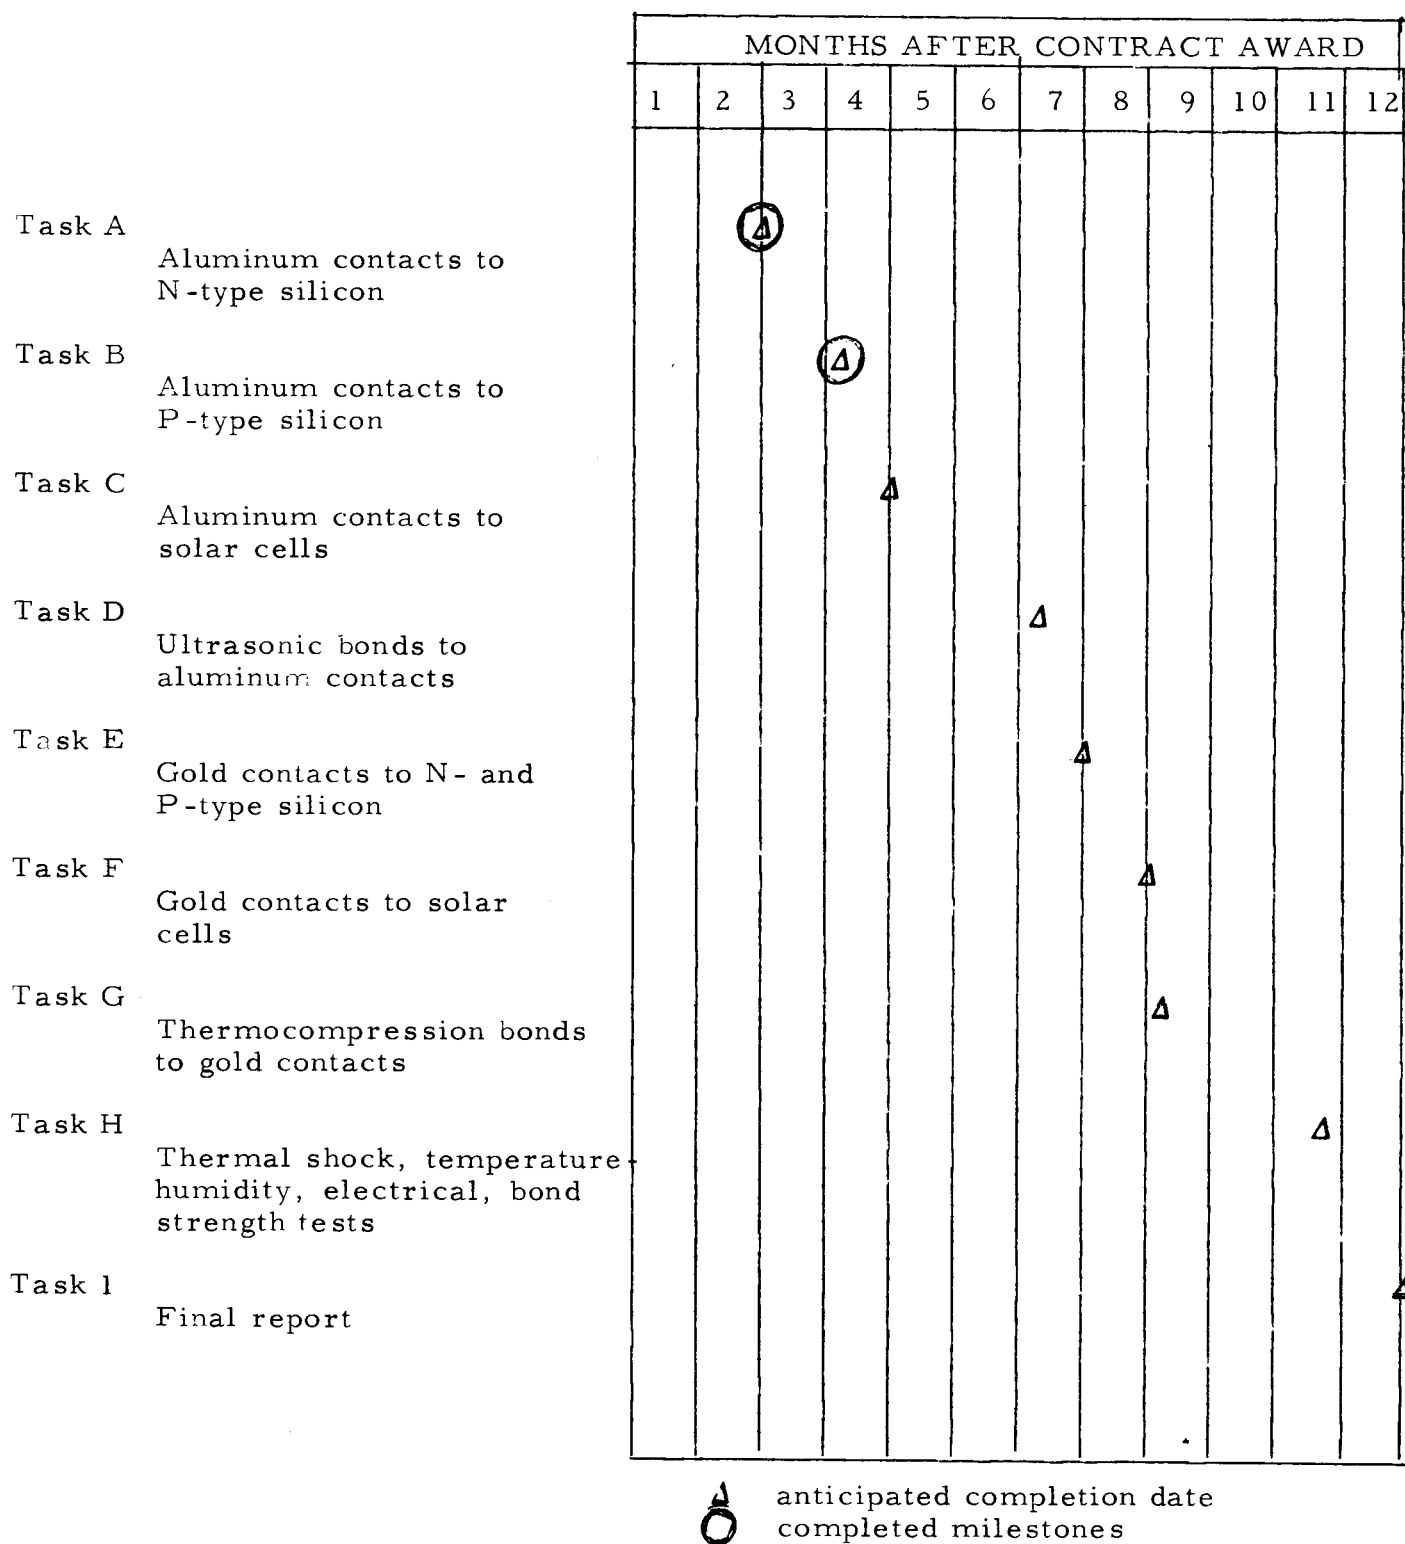 MONTHS AFTER CONTRACT AWARD
1 2 3 4 5 6 7 8 9 10 11 12
Task A
Aluminum contacts to
N-type silicon
Task B
Aluminum contacts to
P-type silicon
Task C
Aluminum contacts to
solar cells
Task D
Ultrasonic bonds to
aluminum contacts
Task E
Gold contacts to N- and
P-type silicon
Task F
Gold contacts to solar
cells
Task G
Thermocompression bonds
to gold contacts
Task H
Thermal shock, temperature-
humidity, electrical, bond
strength tests
Task 1
Final report
anticipated completion date
completed milestones